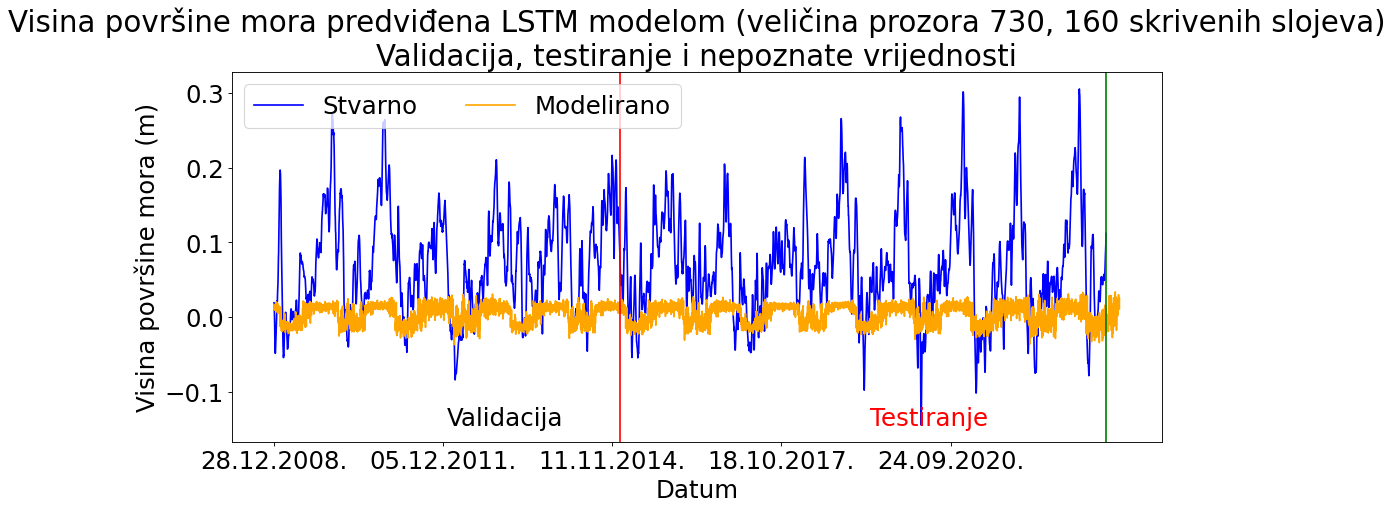 Visina površine mora predviđena LSTM modelom (veličina prozora 730, 160 skrivenih slojeva)
Validacija, testiranje i nepoznate vrijednosti
Stvarno
Modelirano
Visina površine mora (m)
0.3
0.2
0.1
0.0
−0.1
Validacija
Testiranje
28.12.2008.
05.12.2011.
11.11.2014.
18.10.2017.
24.09.2020.
Datum